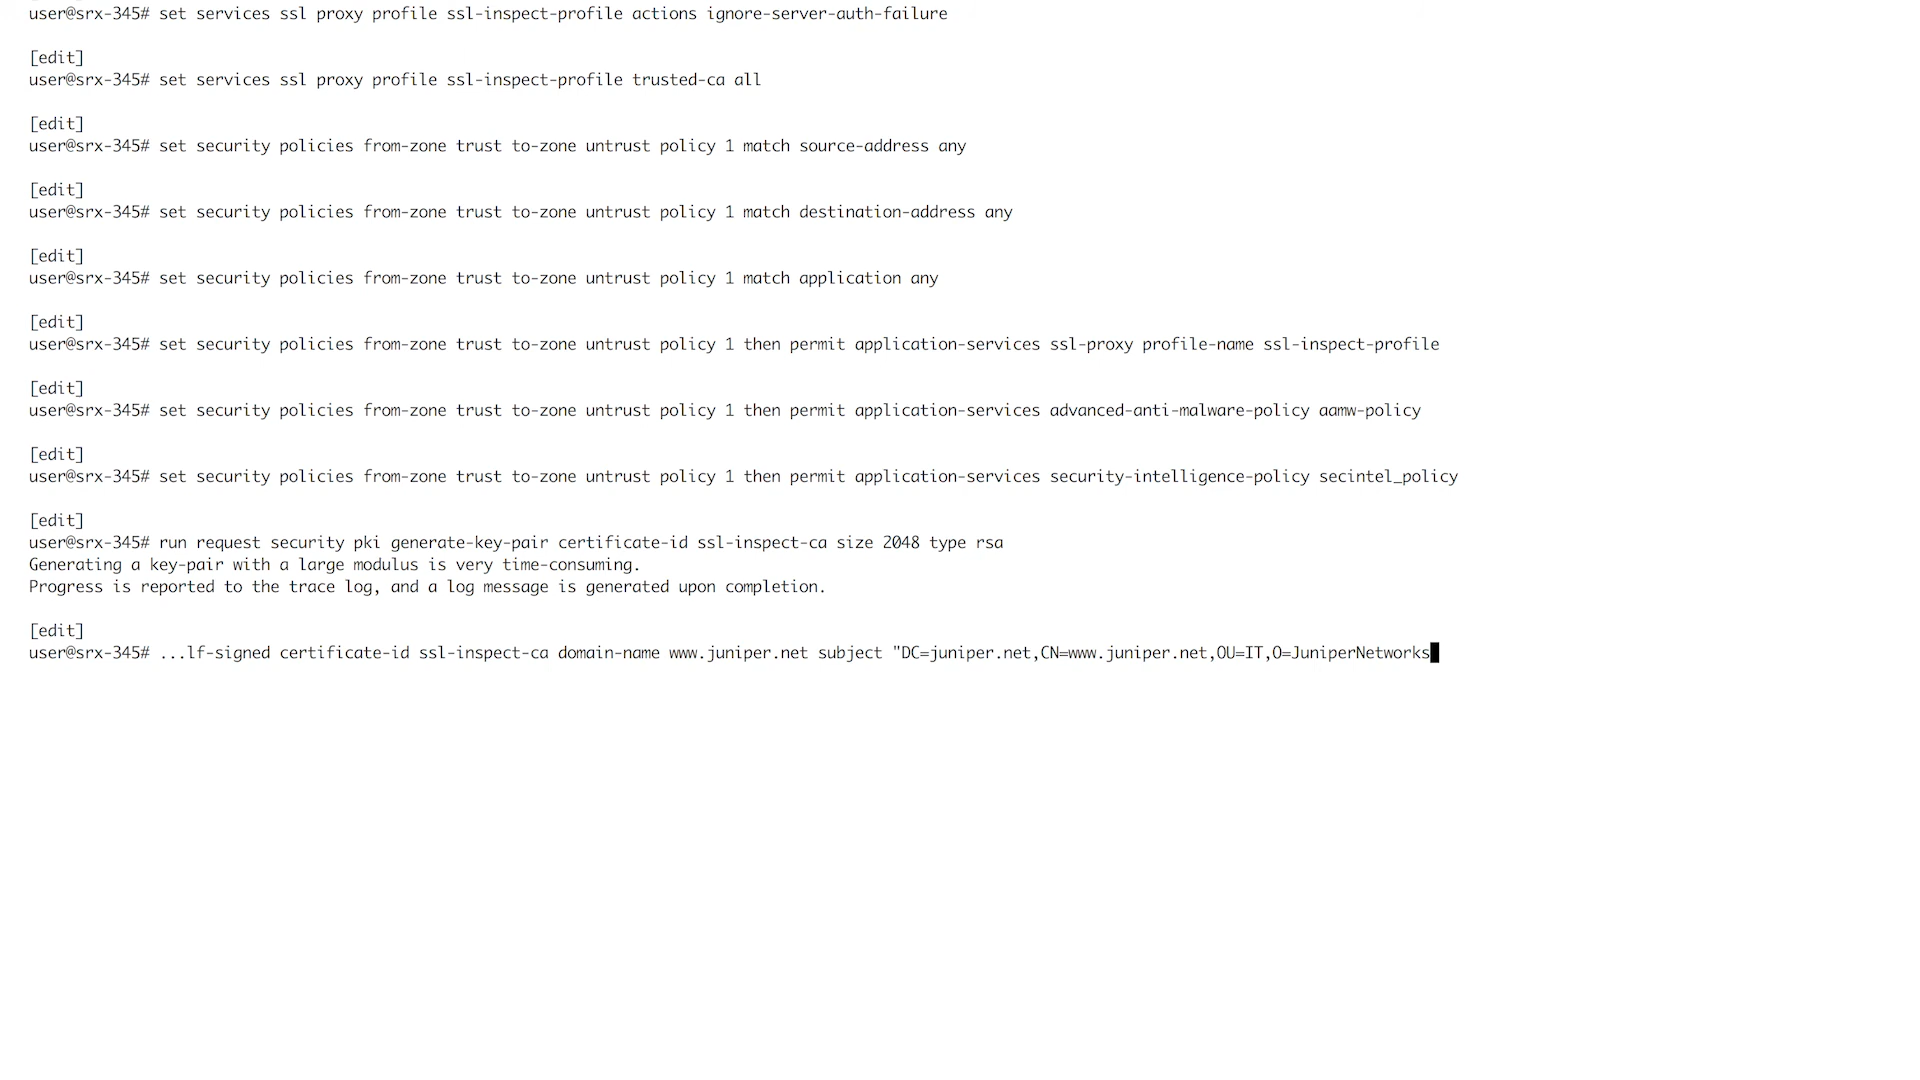 user@srx-345# set services ssl proxy profile ssl-inspect-profile actions ignore-server-auth-failure
[edit]
user@srx-345# set services ssl proxy profile ssl-inspect-profile trusted-ca all
[edit]
user@srx-345# set security policies from-zone trust to-zone untrust policy 1 match source-address any
[edit]
user@srx-345# set security policies from-zone trust to-zone untrust policy 1 match destination-address any
[edit]
user@srx-345# set security policies from-zone trust to-zone untrust policy 1 match application any
[edit]
user@srx-345# set security policies from-zone trust to-zone untrust policy 1 then permit application-services ssl-proxy profile-name ssl-inspect-profile
[edit]
user@srx-345# set security policies from-zone trust to-zone untrust policy 1 then permit application-services advanced-anti-malware-policy aamw-policy
[edit]
user@srx-345# set security policies from-zone trust to-zone untrust policy 1 then permit application-services security-intelligence-policy secintel_policy
[edit]
user@srx-345# run request security pki generate-key-pair certificate-id ssl-inspect-ca size 2048 type rsa
Generating a key-pair with a large modulus is very time-consuming.
Progress is reported to the trace log, and a log message is generated upon completion.
[edit]
user@srx-345# ...lf-signed certificate-id ssl-inspect-ca domain-name www.juniper.net subject "DC=juniper.net,CN=www.juniper.net,OU=IT,O=JuniperNetworks